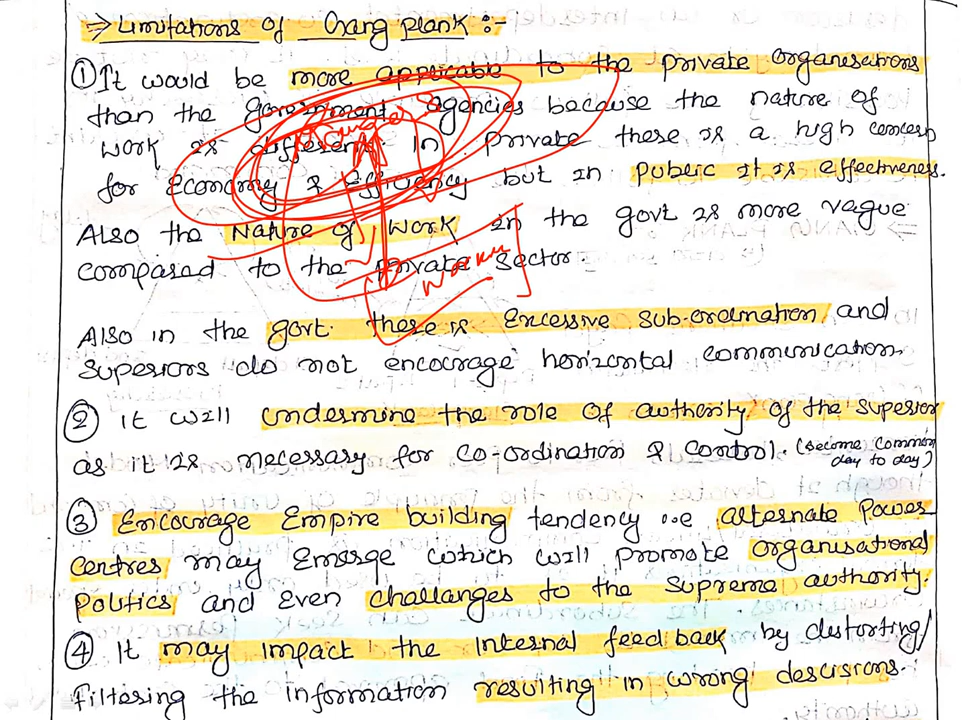 ⇒ Limitations of Gang plank :-
① It would be more applicable to the private Organisations
than the government agencies because the nature of
work is different. In private there is a high concern
for Economy & efficiency but in public it is effectiveness.
Also the Nature of work in the govt is more vague
compared to the private sector
Also in the govt. there is Excessive sub-ordination and
superiors do not encourage horizontal communication.
② it will undermine the role of authority of the superior
as it is necessary for co-ordination & control. (become common
day to day)
③ Encourage Empire building tendency i.e alternate Power
Centres may Emerge which will promote organisational
Politics and even challanges to the supreme authority.
④ It may impact the internal feed back by distorting/
filtering the information resulting in wrong descisions.